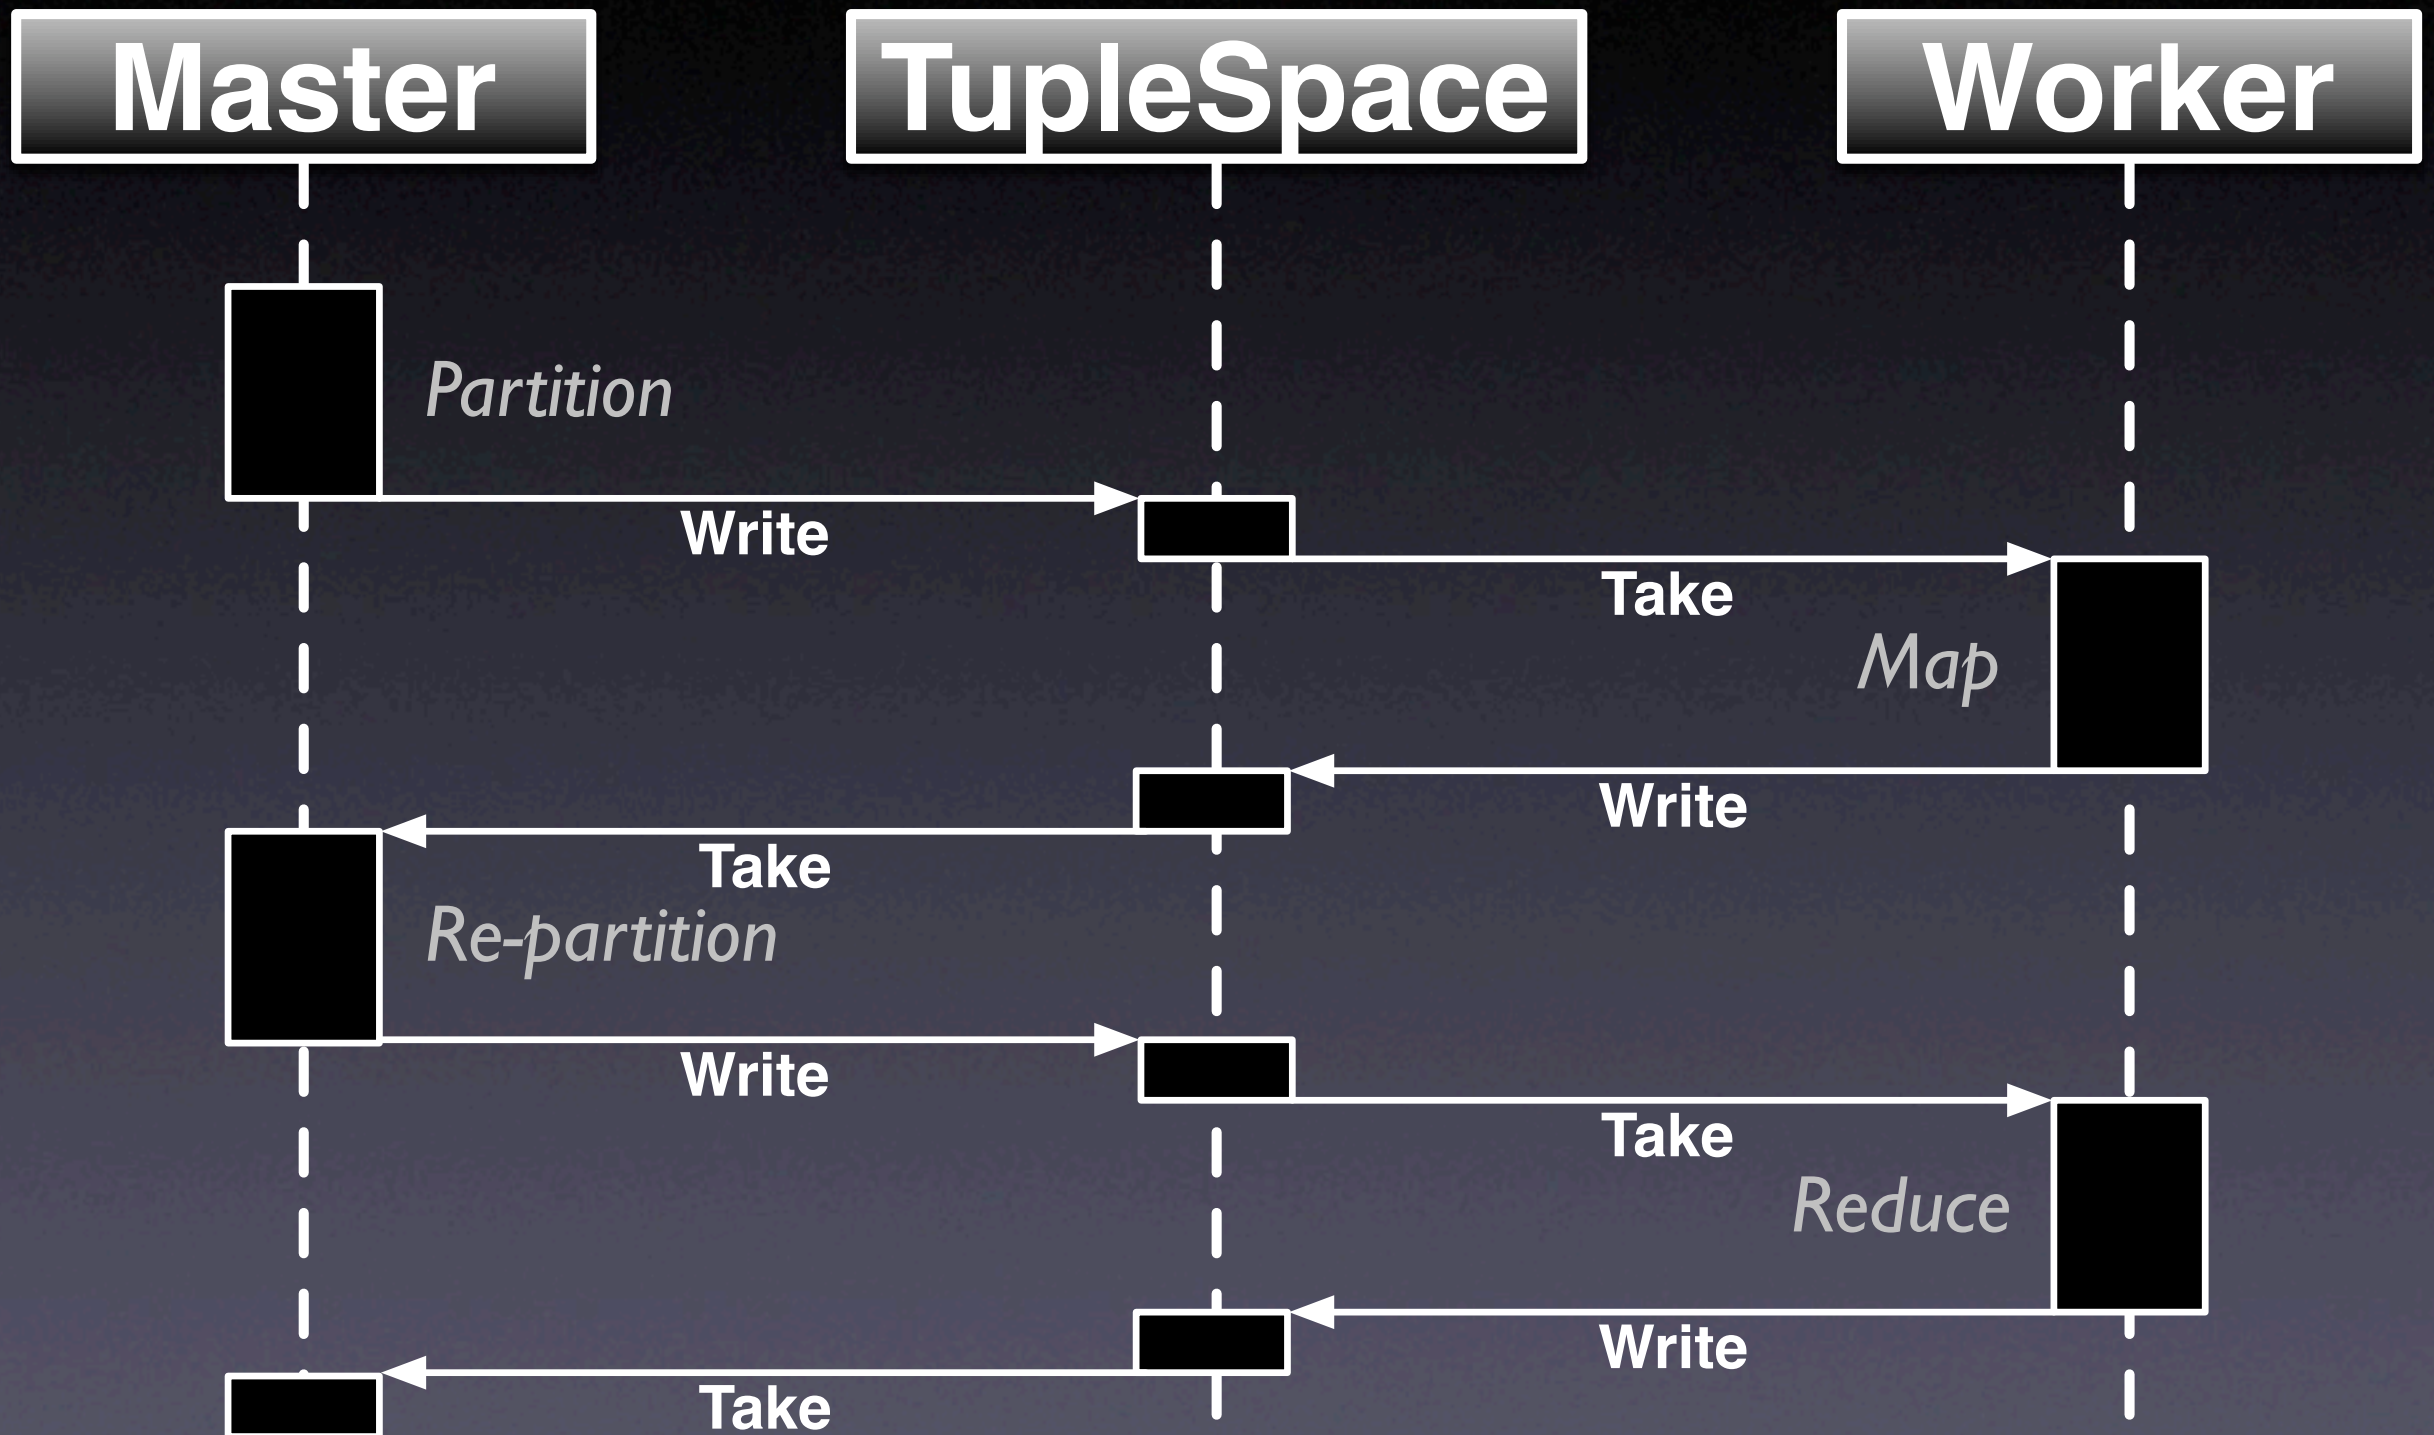 Master
TupleSpace
Worker
Partition
Write
Take
Map
Write
Take
Re-partition
Write
Take
Reduce
Write
Take